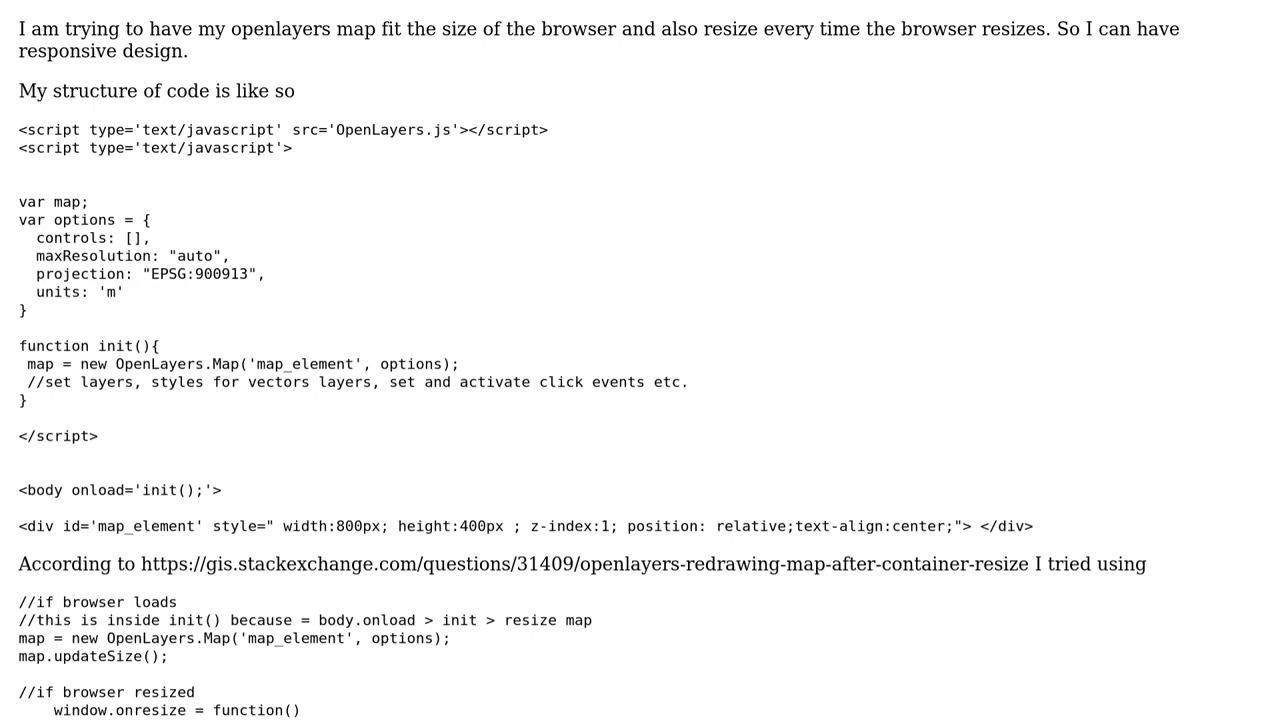 I am trying to have my openlayers map fit the size of the browser and also resize every time the browser resizes. So I can have
responsive design.
My structure of code is like so
<script type='text/javascript' src='OpenLayers.js'></script>
<script type='text/javascript'>
var map;
var options = {
  controls: [],
  maxResolution: "auto",
  projection: "EPSG:900913",
  units: 'm'
}
function init(){
 map = new OpenLayers.Map('map_element', options);
 //set layers, styles for vectors layers, set and activate click events etc.
}
</script>
<body onload='init();'>
<div id='map_element' style=" width:800px; height:400px ; z-index:1; position: relative;text-align:center;"> </div>
According to https://gis.stackexchange.com/questions/31409/openlayers-redrawing-map-after-container-resize I tried using
//if browser loads
//this is inside init() because = body.onload > init > resize map
map = new OpenLayers.Map('map_element', options);
map.updateSize();
//if browser resized
    window.onresize = function()